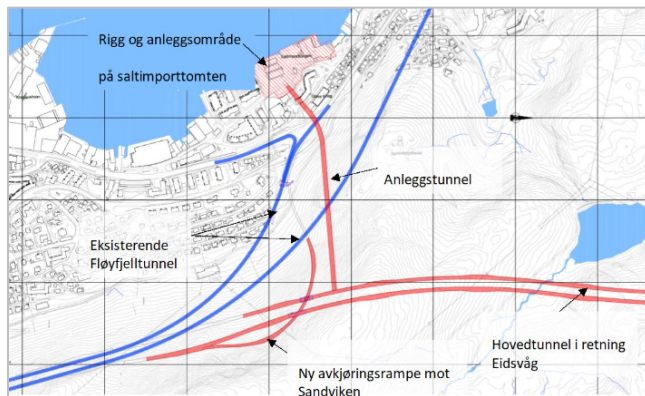 Rigg og anleggsområde
på saltimporttomten
Anleggstunnel
Eksisterende
Fløyfjelltunnel
Hovedtunnel i retning
Eidsvåg
Ny avkjøringsrampe mot
Sandviken